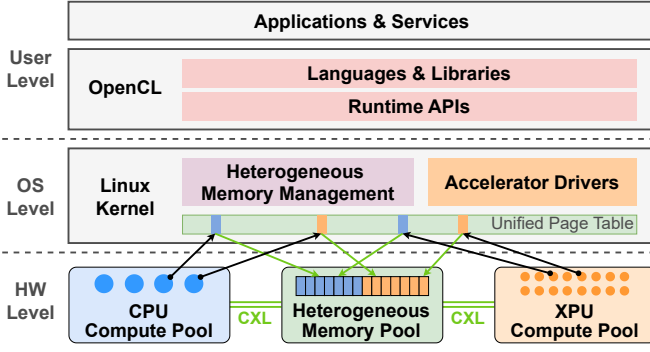 Applications & Services
User
Level
OpenCL
Languages & Libraries
Runtime APIs
OS
Level
Linux
Kernel
Heterogeneous
Memory Management
Accelerator Drivers
Unified Page Table
HW
Level
CPU
Compute Pool
CXL
Heterogeneous
Memory Pool
CXL
XPU
Compute Pool